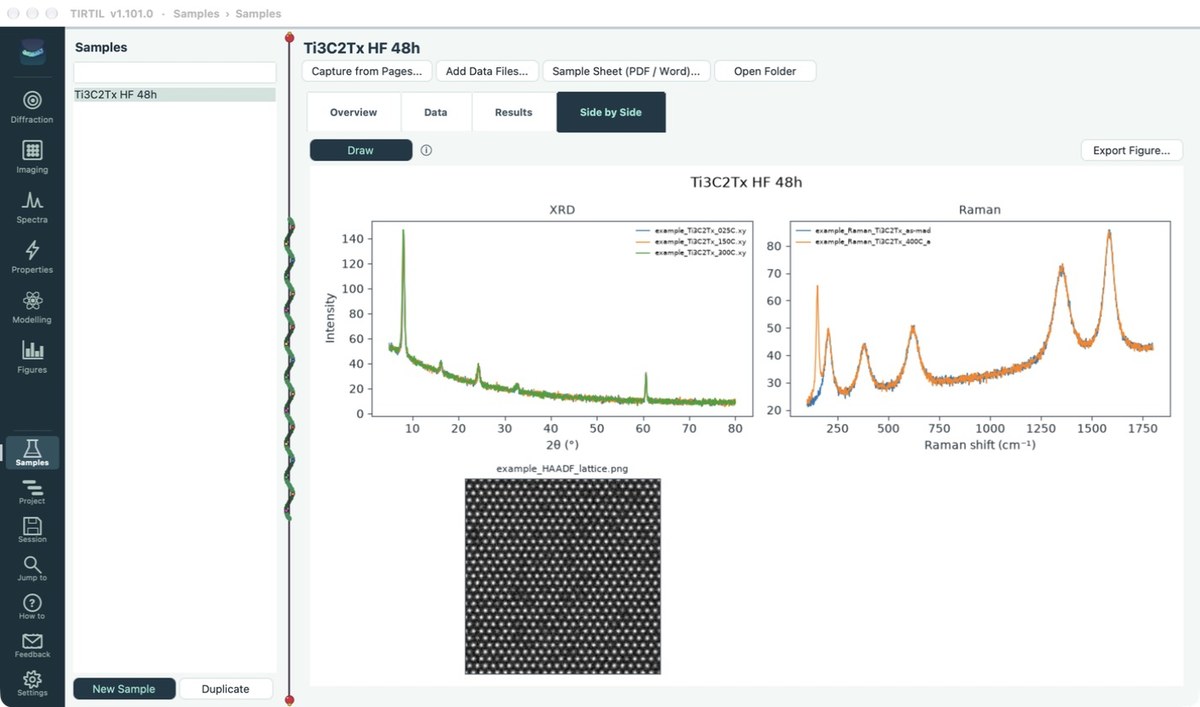 TIRTIL v1.101.0 · Samples › Samples
Diffraction
Imaging
Spectra
Properties
Modelling
Figures
Samples
Project
Session
Jump to
How to
Feedback
Settings
Samples
Ti3C2Tx HF 48h
New Sample
Duplicate
Ti3C2Tx HF 48h
Capture from Pages...
Add Data Files...
Sample Sheet (PDF / Word)...
Open Folder
Overview
Data
Results
Side by Side
Draw
Export Figure...
Ti3C2Tx HF 48h
XRD
example_Ti3C2Tx_025C.xy
example_Ti3C2Tx_150C.xy
example_Ti3C2Tx_300C.xy
Intensity
140
120
100
80
60
40
20
0
10 20 30 40 50 60 70 80
2θ (°)
Raman
example_Raman_Ti3C2Tx_as-mad
example_Raman_Ti3C2Tx_400C_a
80
70
60
50
40
30
20
250 500 750 1000 1250 1500 1750
Raman shift (cm⁻¹)
example_HAADF_lattice.png